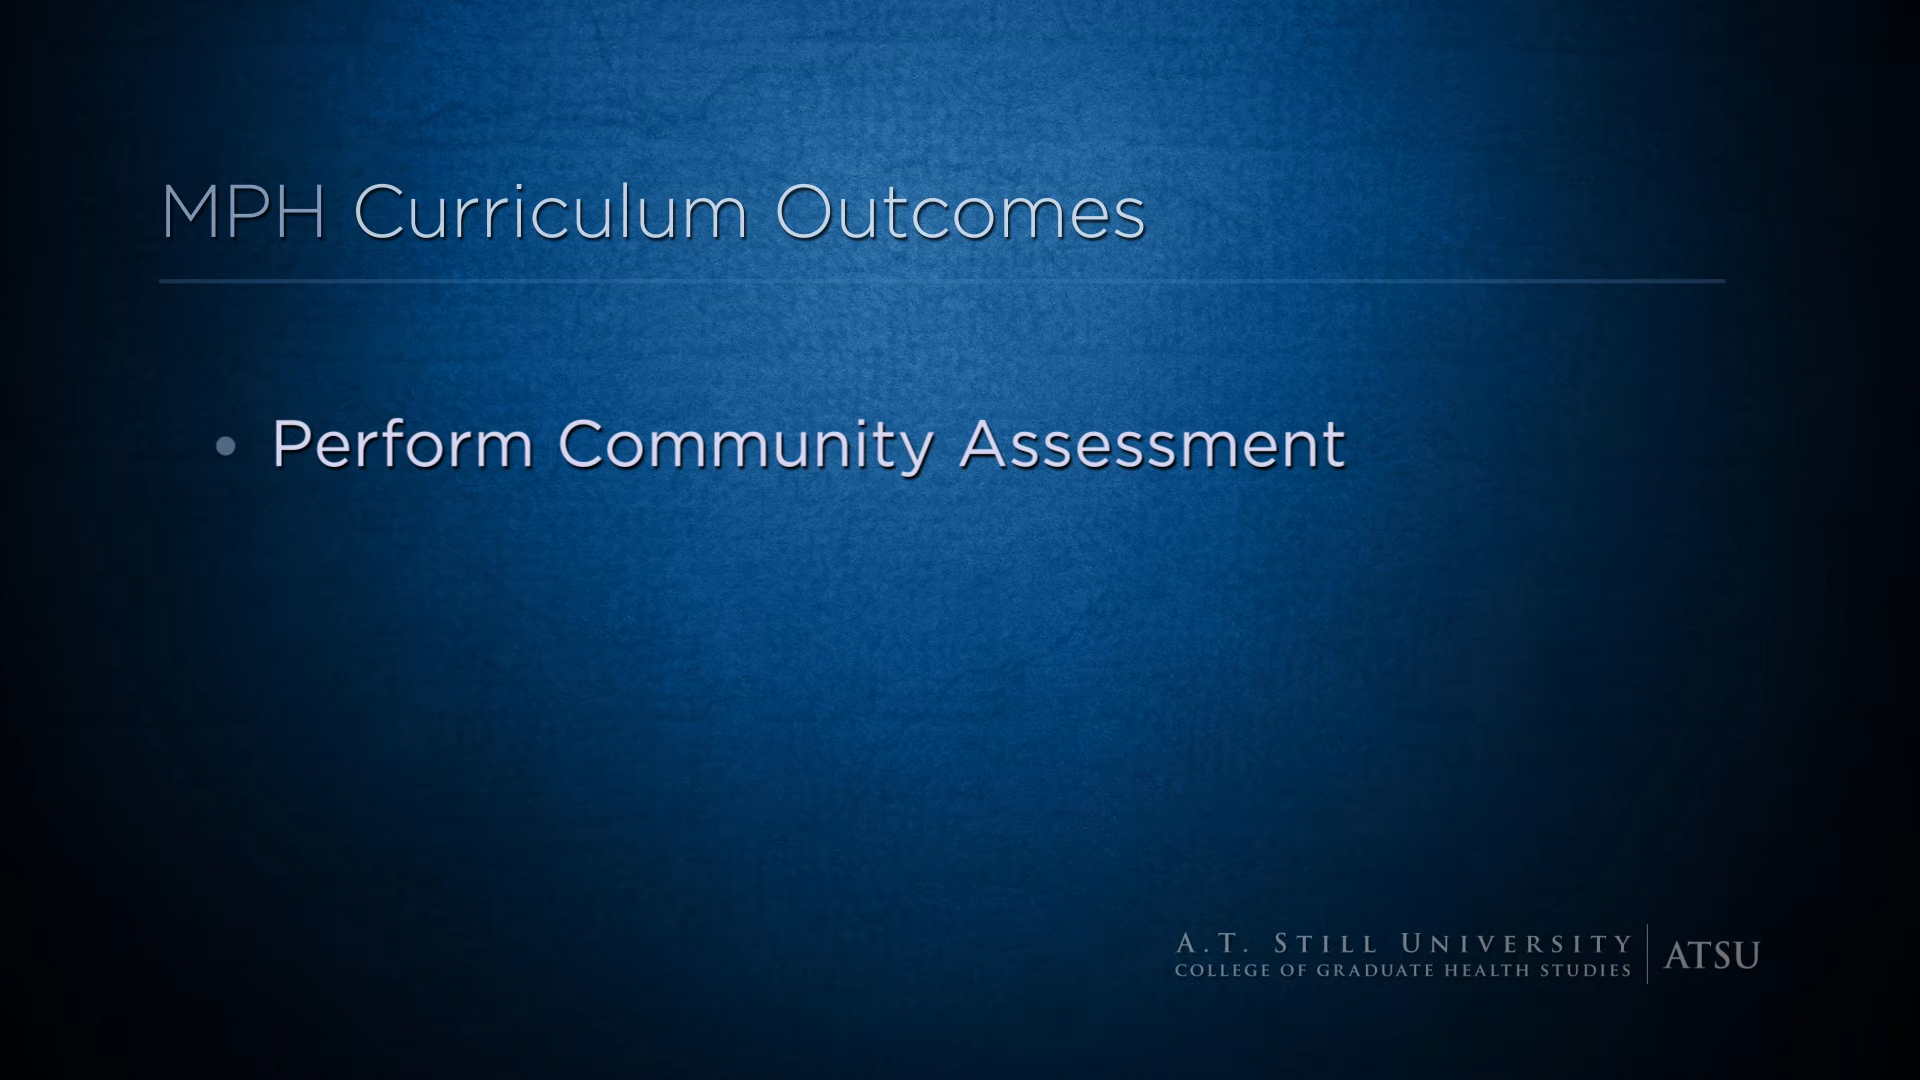 MPH Curriculum Outcomes
• Perform Community Assessment
A.T. STILL UNIVERSITY
COLLEGE OF GRADUATE HEALTH STUDIES
ATSU